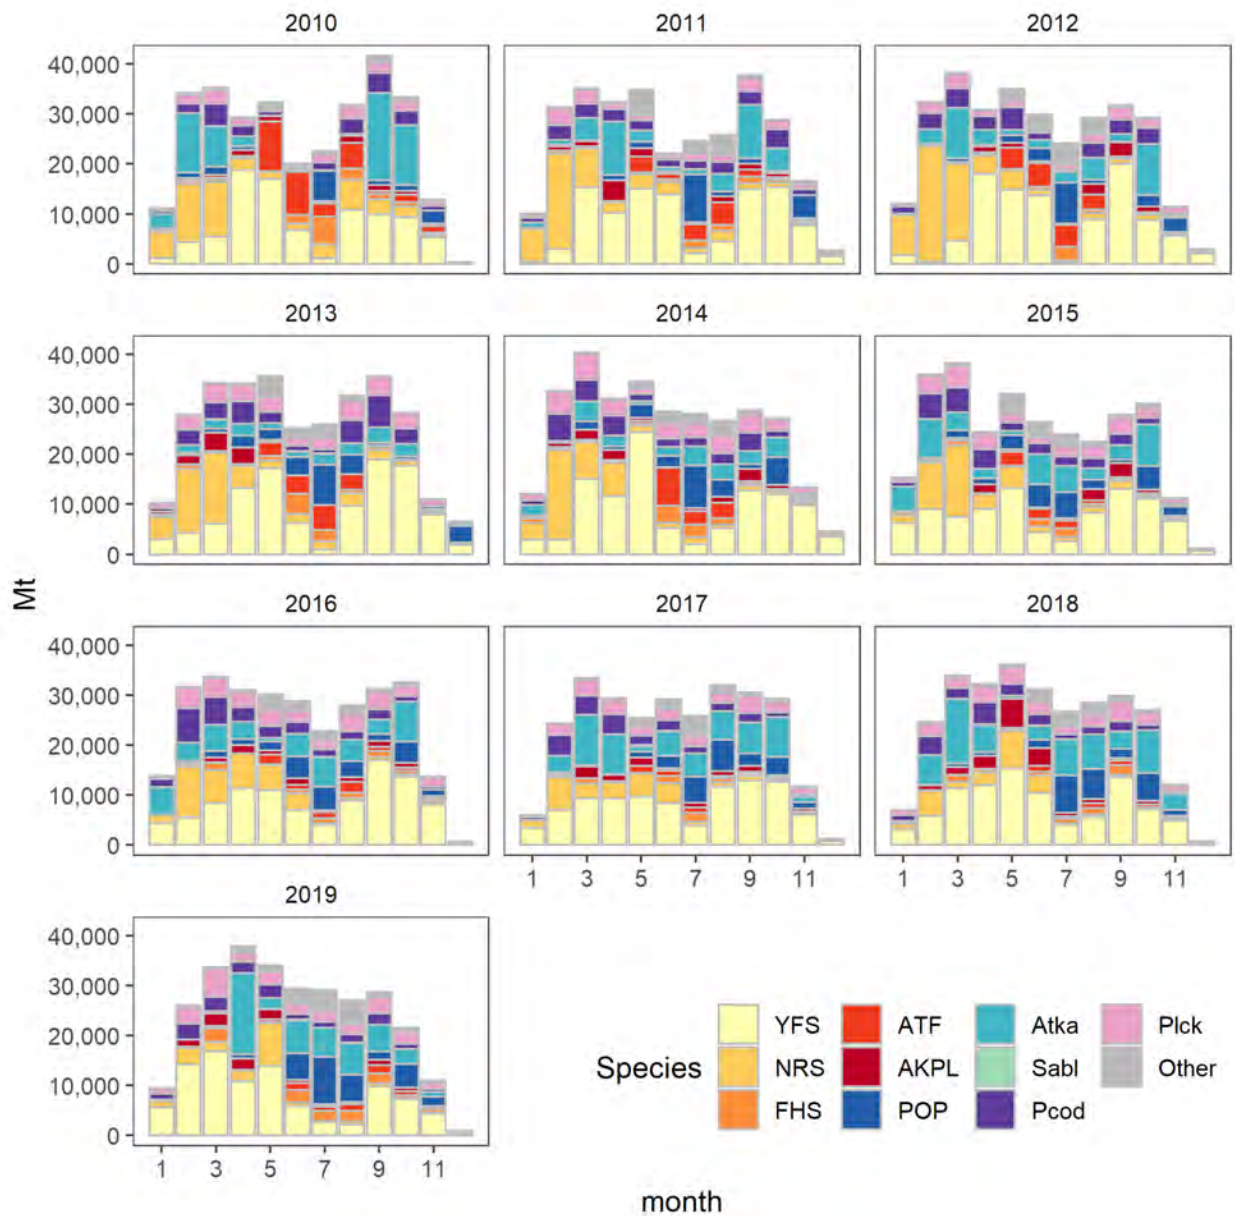 2010 2011 2012
40,000
30,000
20,000
10,000
0
2013 2014 2015
40,000
30,000
20,000
10,000
0
Mt
2016 2017 2018
40,000
30,000
20,000
10,000
0
1 3 5 7 9 11 1 3 5 7 9 11
2019
40,000
30,000
20,000
10,000
0
1 3 5 7 9 11
Species
YFS ATF Atka Plck
NRS AKPL Sabl Other
FHS POP Pcod
month